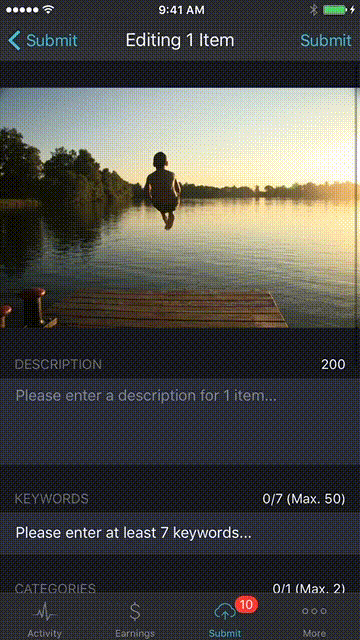 9:41 AM
Submit
Editing 1 Item
Submit
DESCRIPTION
200
Please enter a description for 1 item...
KEYWORDS
0/7 (Max. 50)
Please enter at least 7 keywords...
CATEGORIES
0/1 (Max. 2)
10
Activity
Earnings
Submit
More